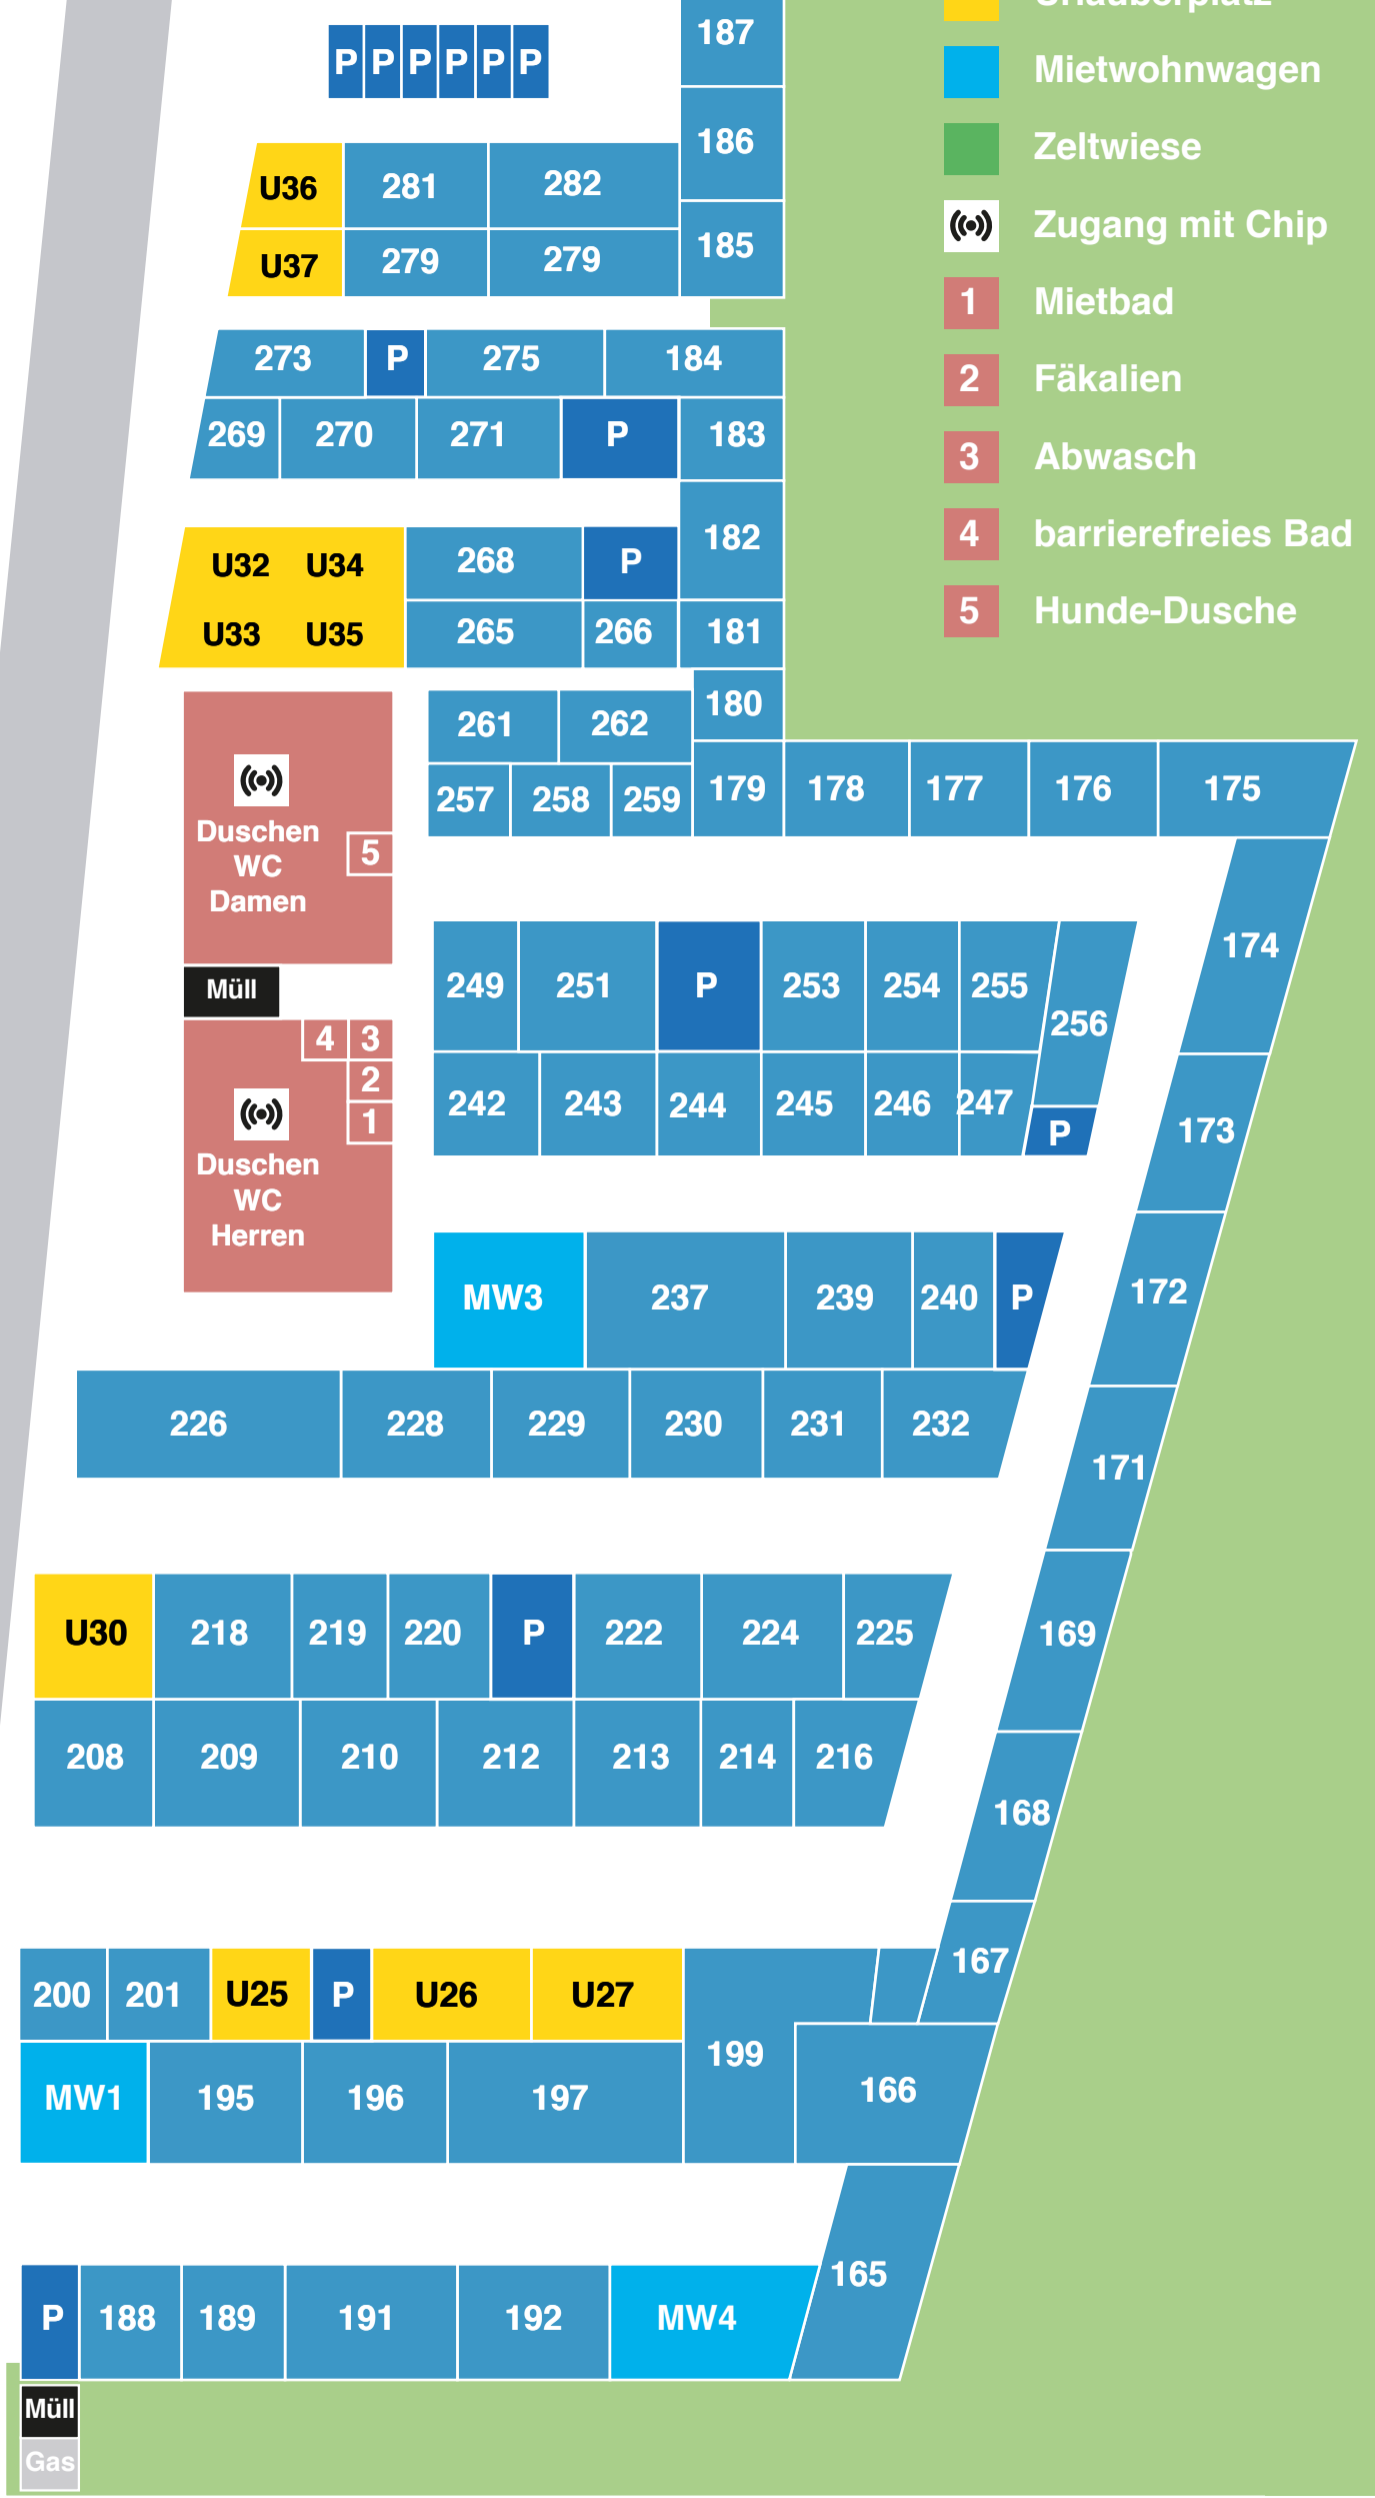 Urlauberplatz
P P P P P P
187
Mietwohnwagen
186
Zeltwiese
U36 281 282
Zugang mit Chip
185
U37 279 279
1 Mietbad
273 P 275 184
2 Fäkalien
269 270 271 P 183
3 Abwasch
182
4 barrierefreies Bad
U32 U34 268 P
5 Hunde-Dusche
U33 U35 265 266 181
180
261 262
257 258 259 179 178 177 176 175
Duschen
WC
Damen
5
174
249 251 P 253 254 255
256
Müll
4 3
2
1
242 243 244 245 246 247
P
173
Duschen
WC
Herren
MW3 237 239 240 P
172
226 228 229 230 231 232
171
U30 218 219 220 P 222 224 225
169
208 209 210 212 213 214 216
168
167
200 201 U25 P U26 U27
199
MW1 195 196 197
166
165
P 188 189 191 192 MW4
Müll
Gas